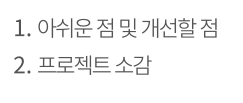 1. 아쉬운 점 및 개선할 점
2. 프로젝트 소감